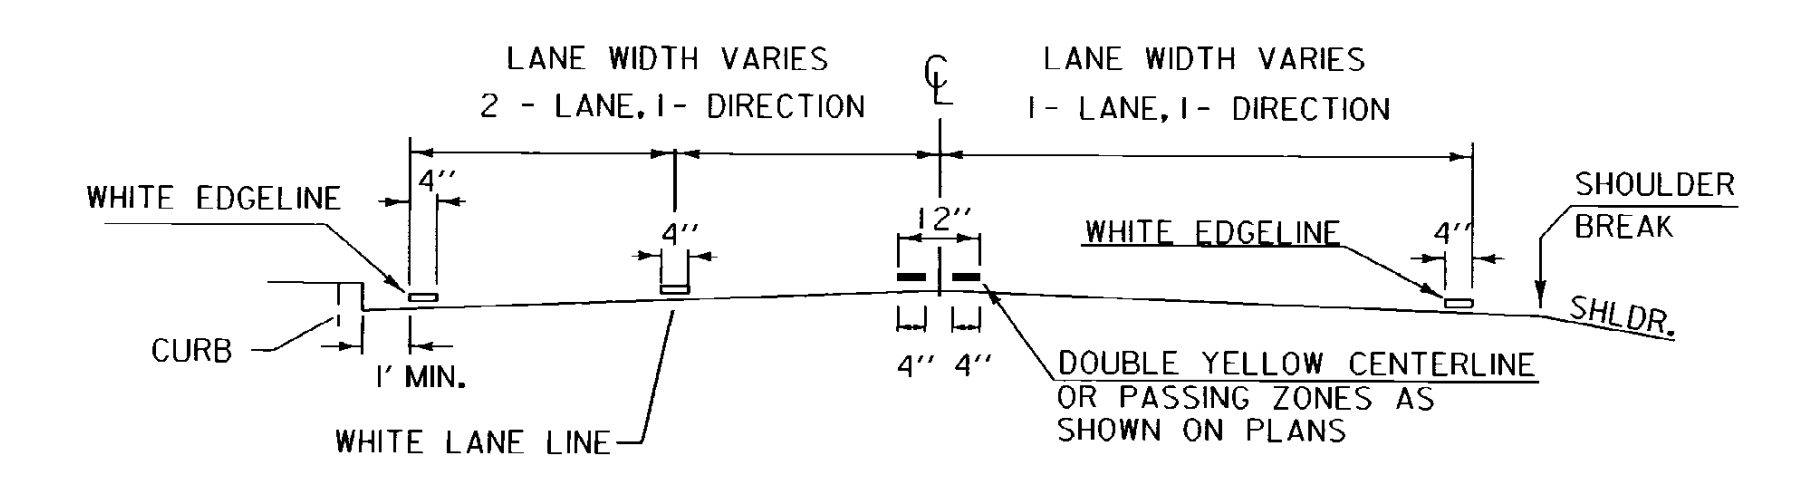 LANE WIDTH VARIES
2 - LANE, 1- DIRECTION
CL
LANE WIDTH VARIES
1- LANE, 1- DIRECTION
WHITE EDGELINE
4''
4''
12''
WHITE EDGELINE
4''
SHOULDER
BREAK
SHLDR.
CURB
1' MIN.
4'' 4''
DOUBLE YELLOW CENTERLINE
OR PASSING ZONES AS
SHOWN ON PLANS
WHITE LANE LINE